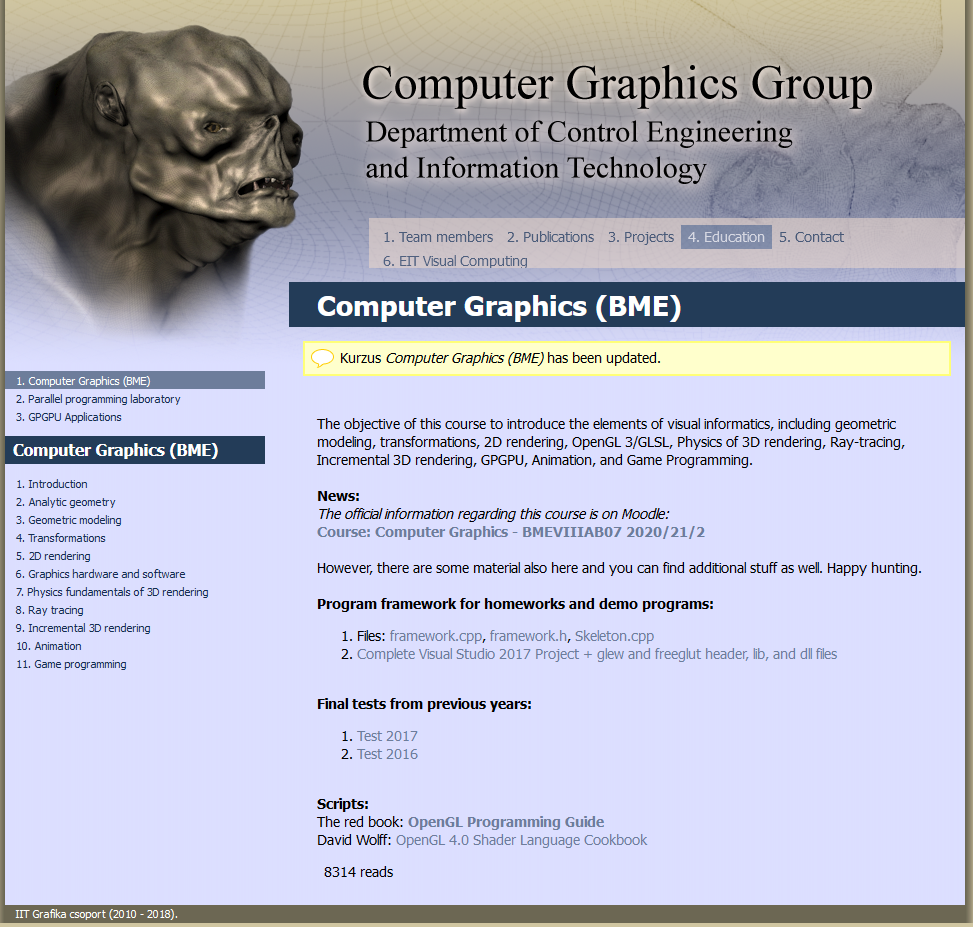 Computer Graphics Group
Department of Control Engineering
and Information Technology
1. Team members 2. Publications 3. Projects 4. Education 5. Contact
6. EIT Visual Computing
Computer Graphics (BME)
Kurzus Computer Graphics (BME) has been updated.
1. Computer Graphics (BME)
2. Parallel programming laboratory
3. GPGPU Applications
Computer Graphics (BME)
1. Introduction
2. Analytic geometry
3. Geometric modeling
4. Transformations
5. 2D rendering
6. Graphics hardware and software
7. Physics fundamentals of 3D rendering
8. Ray tracing
9. Incremental 3D rendering
10. Animation
11. Game programming
The objective of this course to introduce the elements of visual informatics, including geometric
modeling, transformations, 2D rendering, OpenGL 3/GLSL, Physics of 3D rendering, Ray-tracing,
Incremental 3D rendering, GPGPU, Animation, and Game Programming.
News:
The official information regarding this course is on Moodle:
Course: Computer Graphics - BMEVIIIAB07 2020/21/2
However, there are some material also here and you can find additional stuff as well. Happy hunting.
Program framework for homeworks and demo programs:
1. Files: framework.cpp, framework.h, Skeleton.cpp
2. Complete Visual Studio 2017 Project + glew and freeglut header, lib, and dll files
Final tests from previous years:
1. Test 2017
2. Test 2016
Scripts:
The red book: OpenGL Programming Guide
David Wolff: OpenGL 4.0 Shader Language Cookbook
8314 reads
IIT Grafika csoport (2010 - 2018).